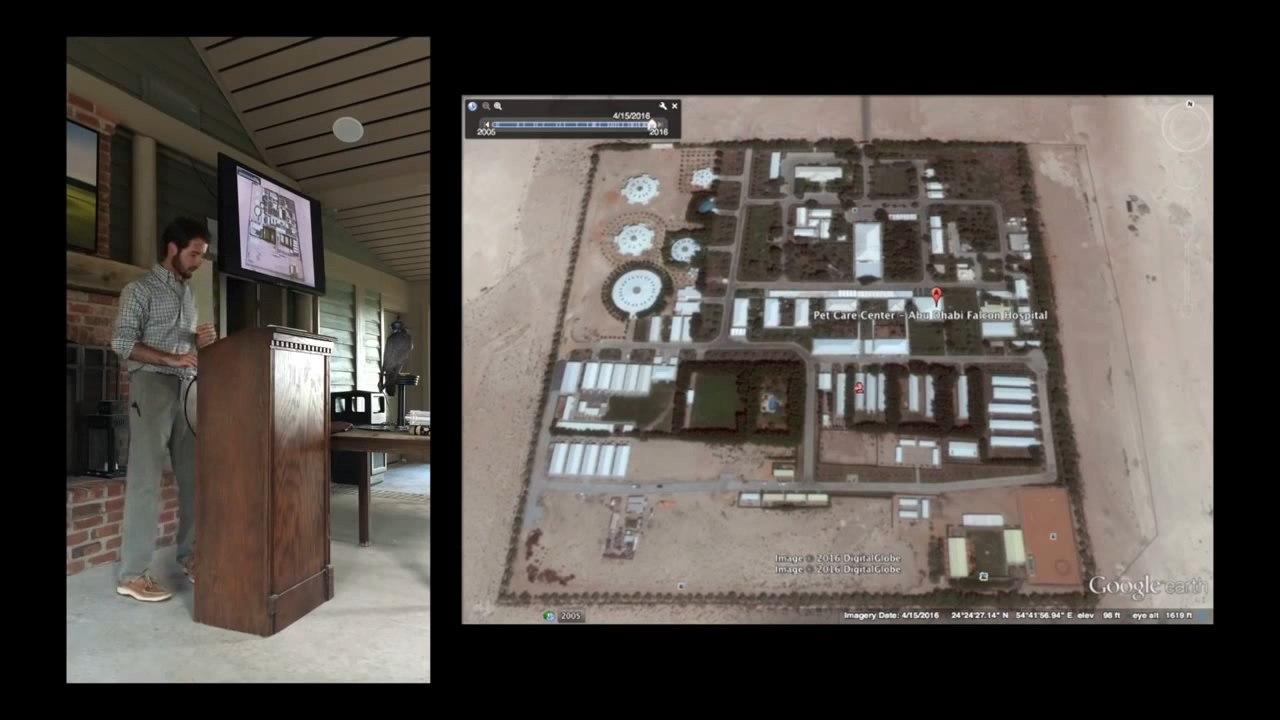 4/15/2016
2005
2016
N
Pet Care Center - Abu Dhabi Falcon Hospital
Image © 2016 DigitalGlobe
Image © 2016 DigitalGlobe
Google earth
2005
Imagery Date: 4/15/2016 24°24'27.14" N 54°41'56.94" E elev 98 ft eye alt 1619 ft